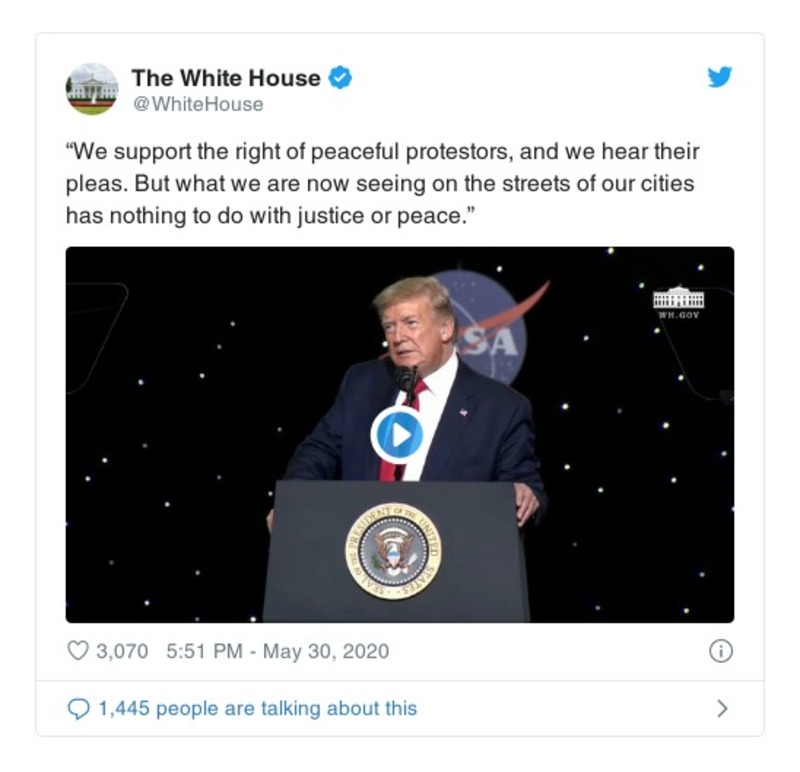 The White House
@WhiteHouse
“We support the right of peaceful protestors, and we hear their
pleas. But what we are now seeing on the streets of our cities
has nothing to do with justice or peace.”
SA
WH.GOV
SEAL OF THE PRESIDENT OF THE UNITED STATES
3,070 5:51 PM - May 30, 2020
1,445 people are talking about this